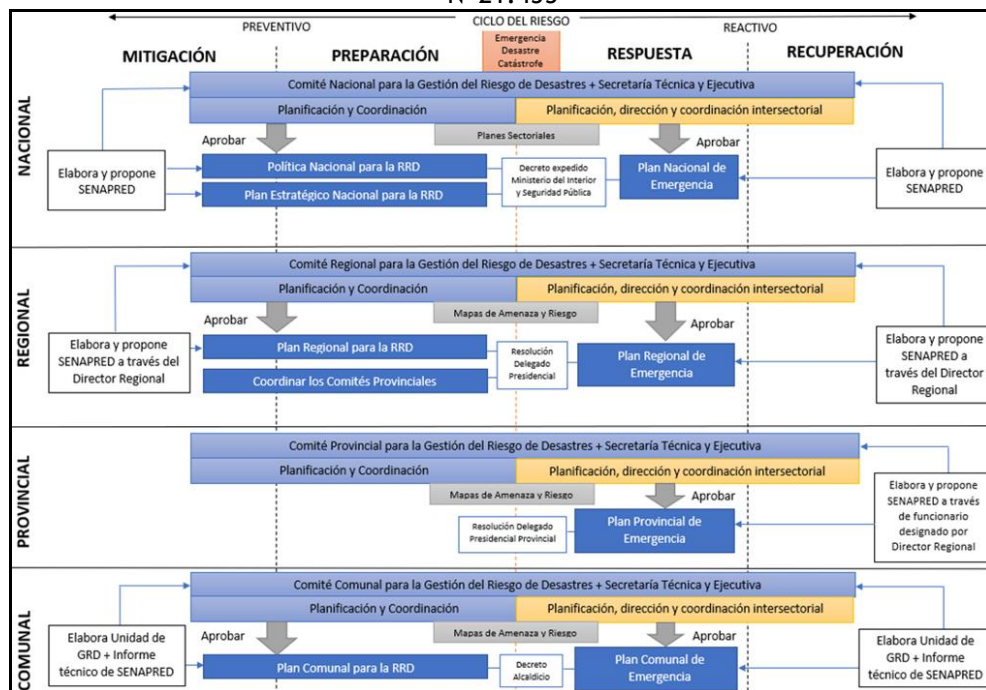 N° 21.455
CICLO DEL RIESGO
PREVENTIVO
REACTIVO
MITIGACIÓN
PREPARACIÓN
Emergencia
Desastre
Catástrofe
RESPUESTA
RECUPERACIÓN
NACIONAL
Comité Nacional para la Gestión del Riesgo de Desastres + Secretaría Técnica y Ejecutiva
Planificación y Coordinación
Planificación, dirección y coordinación intersectorial
Aprobar
Planes Sectoriales
Aprobar
Elabora y propone
SENAPRED
Política Nacional para la RRD
Plan Estratégico Nacional para la RRD
Decreto expedido
Ministerio del Interior
y Seguridad Pública
Plan Nacional de
Emergencia
Elabora y propone
SENAPRED
REGIONAL
Comité Regional para la Gestión del Riesgo de Desastres + Secretaría Técnica y Ejecutiva
Planificación y Coordinación
Planificación, dirección y coordinación intersectorial
Aprobar
Mapas de Amenaza y Riesgo
Aprobar
Elabora y propone
SENAPRED a través del
Director Regional
Plan Regional para la RRD
Coordinar los Comités Provinciales
Resolución
Delegado
Presidencial
Plan Regional de
Emergencia
Elabora y propone
SENAPRED a
través del Director
Regional
PROVINCIAL
Comité Provincial para la Gestión del Riesgo de Desastres + Secretaría Técnica y Ejecutiva
Planificación y Coordinación
Planificación, dirección y coordinación intersectorial
Mapas de Amenaza y Riesgo
Aprobar
Resolución Delegado
Presidencial Provincial
Plan Provincial de
Emergencia
Elabora y propone
SENAPRED a través
de funcionario
designado por
Director Regional
COMUNAL
Comité Comunal para la Gestión del Riesgo de Desastres + Secretaría Técnica y Ejecutiva
Planificación y Coordinación
Planificación, dirección y coordinación intersectorial
Aprobar
Mapas de Amenaza y Riesgo
Aprobar
Elabora Unidad de
GRD + Informe
técnico de SENAPRED
Plan Comunal para la RRD
Decreto
Alcaldicio
Plan Comunal de
Emergencia
Elabora Unidad de
GRD + Informe
técnico de SENAPRED